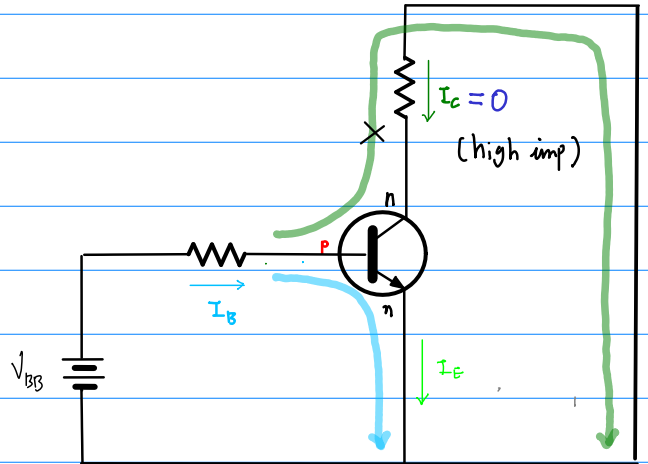 I_C = 0
(high imp)
n
P
I_B
n
I_E
V_BB